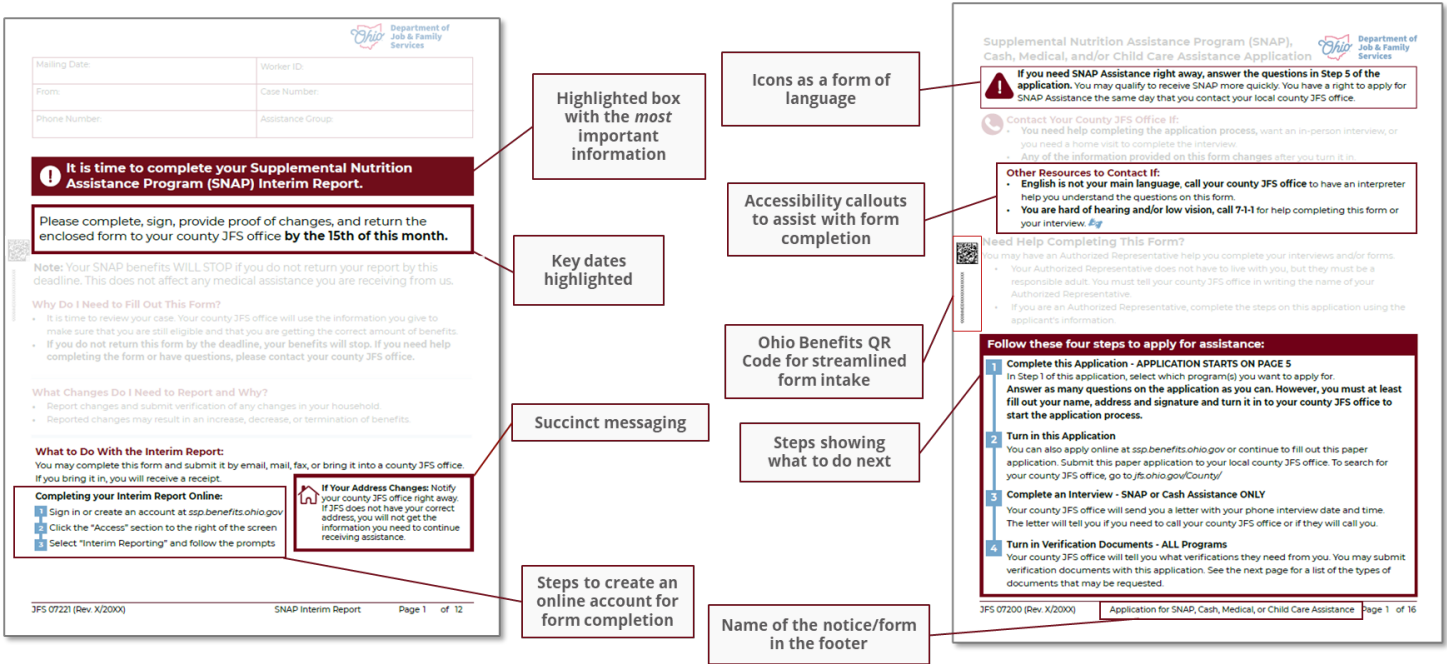 Ohio
Department of
Job & Family
Services
Mailing Date:
Worker ID:
From:
Case Number:
Phone Number:
Assistance Group:
It is time to complete your Supplemental Nutrition
Assistance Program (SNAP) Interim Report.
Please complete, sign, provide proof of changes, and return the
enclosed form to your county JFS office by the 15th of this month.
Note: Your SNAP benefits WILL STOP if you do not return your report by this
deadline. This does not affect any medical assistance you are receiving from us.
Why Do I Need to Fill Out This Form?
• It is time to review your case. Your county JFS office will use the information you give to
make sure that you are still eligible and that you are getting the correct amount of benefits.
• If you do not return this form by the deadline, your benefits will stop. If you need help
completing the form or have questions, please contact your county JFS office.
What Changes Do I Need to Report and Why?
• Report changes and submit verification of any changes in your household.
• Reported changes may result in an increase, decrease, or termination of benefits.
What to Do With the Interim Report:
You may complete this form and submit it by email, mail, fax, or bring it into a county JFS office.
If you bring it in, you will receive a receipt.
Completing your Interim Report Online:
1 Sign in or create an account at ssp.benefits.ohio.gov
2 Click the “Access” section to the right of the screen
3 Select “Interim Reporting” and follow the prompts
If Your Address Changes: Notify
your county JFS office right away.
If JFS does not have your correct
address, you will not get the
information you need to continue
receiving assistance.
JFS 07221 (Rev. X/20XX)
SNAP Interim Report
Page 1 of 12
Highlighted box
with the most
important
information
Key dates
highlighted
Succinct messaging
Steps to create an
online account for
form completion
Icons as a form of
language
Accessibility callouts
to assist with form
completion
Ohio Benefits QR
Code for streamlined
form intake
Steps showing
what to do next
Name of the notice/form
in the footer
Supplemental Nutrition Assistance Program (SNAP),
Cash, Medical, and/or Child Care Assistance Application
Ohio
Department of
Job & Family
Services
If you need SNAP Assistance right away, answer the questions in Step 5 of the
application. You may qualify to receive SNAP more quickly. You have a right to apply for
SNAP Assistance the same day that you contact your local county JFS office.
Contact Your County JFS Office If:
• You need help completing the application process, want an in-person interview, or
you need a home visit to complete the interview.
• Any of the information provided on this form changes after you turn it in.
Other Resources to Contact If:
• English is not your main language, call your county JFS office to have an interpreter
help you understand the questions on this form.
• You are hard of hearing and/or low vision, call 7-1-1 for help completing this form or
your interview.
Need Help Completing This Form?
You may have an Authorized Representative help you complete your interviews and/or forms.
• Your Authorized Representative does not have to live with you, but they must be a
responsible adult. You must tell your county JFS office in writing the name of your
Authorized Representative.
• If you are an Authorized Representative, complete the steps on this application using the
applicant's information.
Follow these four steps to apply for assistance:
1 Complete this Application - APPLICATION STARTS ON PAGE 5
In Step 1 of this application, select which program(s) you want to apply for.
Answer as many questions on the application as you can. However, you must at least
fill out your name, address and signature and turn it in to your county JFS office to
start the application process.
2 Turn in this Application
You can also apply online at ssp.benefits.ohio.gov or continue to fill out this paper
application. Submit this paper application to your local county JFS office. To search for
your county JFS office, go to jfs.ohio.gov/County/
3 Complete an Interview - SNAP or Cash Assistance ONLY
Your county JFS office will send you a letter with your phone interview date and time.
The letter will tell you if you need to call your county JFS office or if they will call you.
4 Turn in Verification Documents - ALL Programs
Your county JFS office will tell you what verifications they need from you. You may submit
verification documents with this application. See the next page for a list of the types of
documents that may be requested.
JFS 07200 (Rev. X/20XX)
Application for SNAP, Cash, Medical, or Child Care Assistance
Page 1 of 16